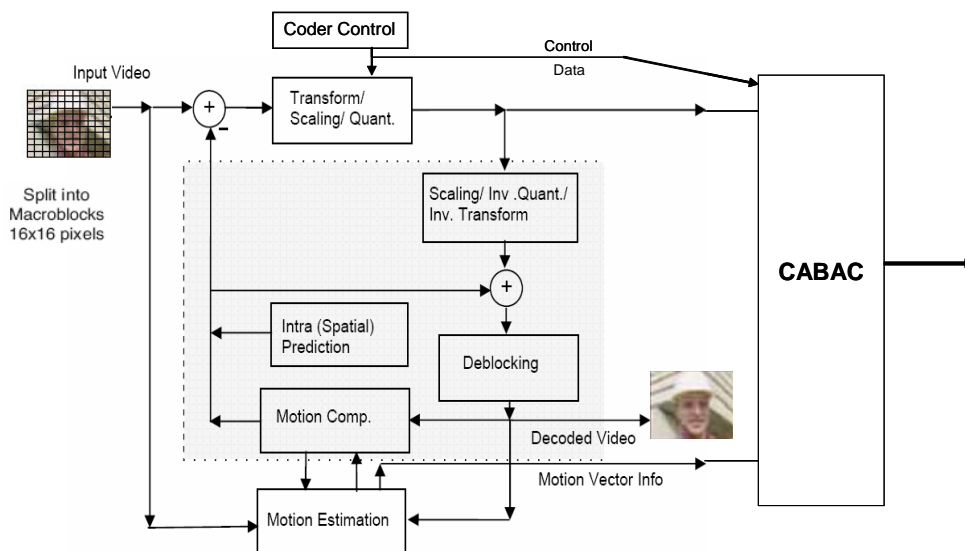 Coder Control
Control
Data
Input Video
+
−
Transform/
Scaling/ Quant.
Split into
Macroblocks
16x16 pixels
Scaling/ Inv .Quant./
Inv. Transform
CABAC
+
Intra (Spatial)
Prediction
Deblocking
Motion Comp.
Decoded Video
Motion Vector Info
Motion Estimation